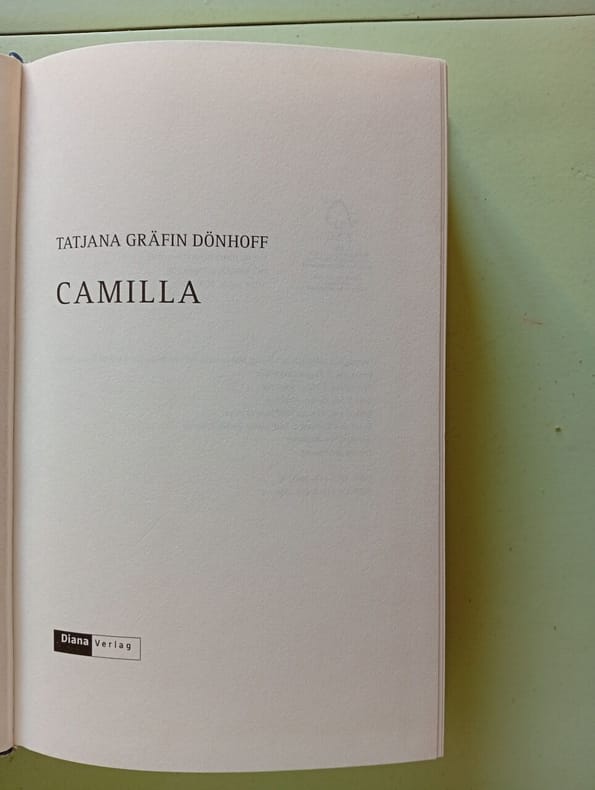 TATJANA GRÄFIN DÖNHOFF
CAMILLA
Diana Verlag